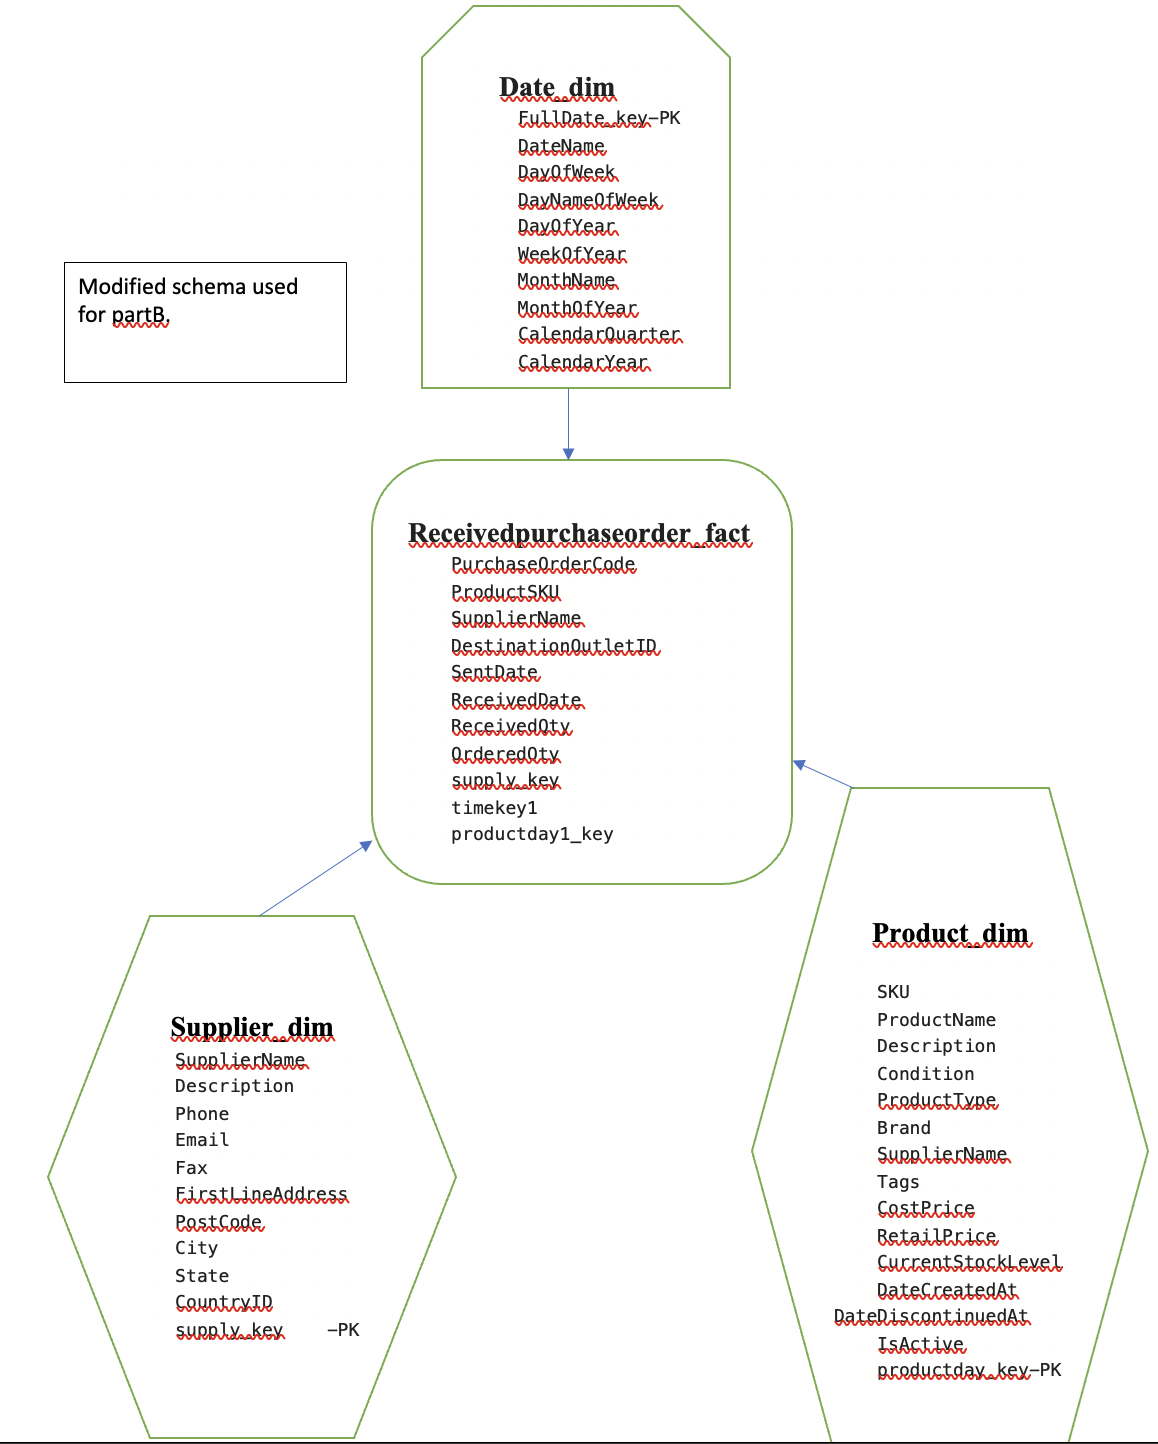 Date_dim
FullDate_key-PK
DateName
DayOfWeek
DayNameOfWeek
DayOfYear
WeekOfYear
MonthName
MonthOfYear
CalendarQuarter
CalendarYear
Modified schema used
for partB.
Receivedpurchaseorder_fact
PurchaseOrderCode
ProductSKU
SupplierName
DestinationOutletID
SentDate
ReceivedDate
ReceivedQty
OrderedQty
supply_key
timekey1
productday1_key
Supplier_dim
SupplierName
Description
Phone
Email
Fax
FirstLineAddress
PostCode
City
State
CountryID
supply_key -PK
Product_dim
SKU
ProductName
Description
Condition
ProductType
Brand
SupplierName
Tags
CostPrice
RetailPrice
CurrentStockLevel
DateCreatedAt
DateDiscontinuedAt
IsActive
productday_key-PK